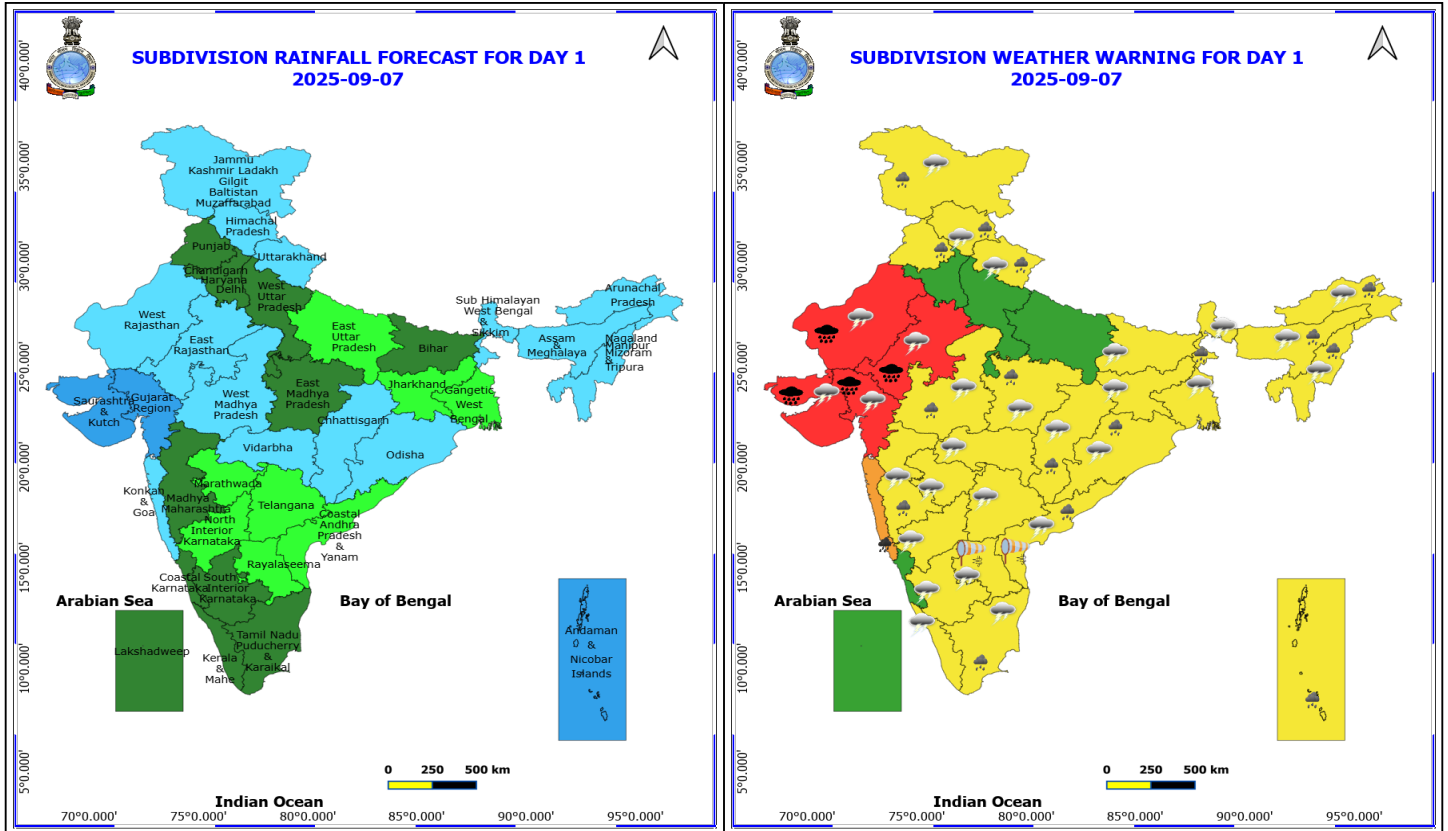 SUBDIVISION RAINFALL FORECAST FOR DAY 1
2025-09-07
40°0.000'
35°0.000'
30°0.000'
25°0.000'
20°0.000'
15°0.000'
10°0.000'
5°0.000'
Jammu
Kashmir Ladakh
Gilgit
Baltistan
Muzaffarabad
Himachal
Pradesh
Punjab
Uttarakhand
Chandigarh
Haryana
Delhi
West
Uttar
Pradesh
West
Rajasthan
East
Rajasthan
East
Uttar
Pradesh
Bihar
Sub Himalayan
West Bengal
&
Sikkim
Arunachal
Pradesh
Assam
&
Meghalaya
Nagaland
Manipur
Mizoram
&
Tripura
Saurashtra
&
Kutch
Gujarat
Region
West
Madhya
Pradesh
East
Madhya
Pradesh
Jharkhand
Gangetic
West
Bengal
Chhattisgarh
Vidarbha
Odisha
Konkan
&
Goa
Madhya
Maharashtra
Marathwada
Telangana
North
Interior
Karnataka
Coastal
Andhra
Pradesh
&
Yanam
Rayalaseema
Coastal
Karnataka
South
Interior
Karnataka
Arabian Sea
Bay of Bengal
Lakshadweep
Kerala
&
Mahe
Tamil Nadu
Puducherry
&
Karaikal
Andaman
&
Nicobar
Islands
0 250 500 km
Indian Ocean
70°0.000' 75°0.000' 80°0.000' 85°0.000' 90°0.000' 95°0.000'
SUBDIVISION WEATHER WARNING FOR DAY 1
2025-09-07
40°0.000'
35°0.000'
30°0.000'
25°0.000'
20°0.000'
15°0.000'
10°0.000'
5°0.000'
Arabian Sea
Bay of Bengal
0 250 500 km
Indian Ocean
70°0.000' 75°0.000' 80°0.000' 85°0.000' 90°0.000' 95°0.000'